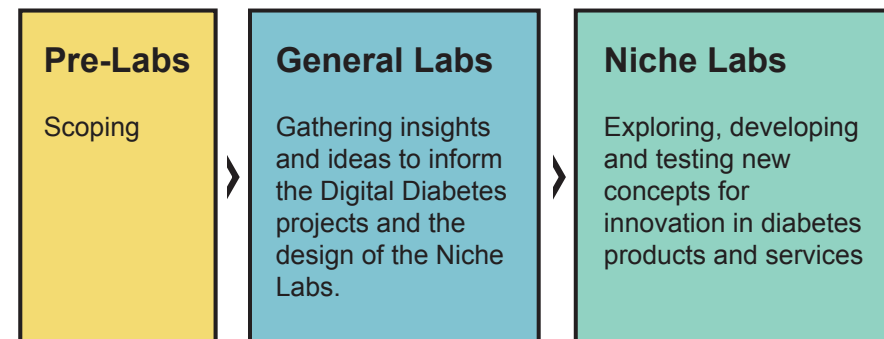 Pre-Labs
Scoping
General Labs
Gathering insights
and ideas to inform
the Digital Diabetes
projects and the
design of the Niche
Labs.
Niche Labs
Exploring, developing
and testing new
concepts for
innovation in diabetes
products and services